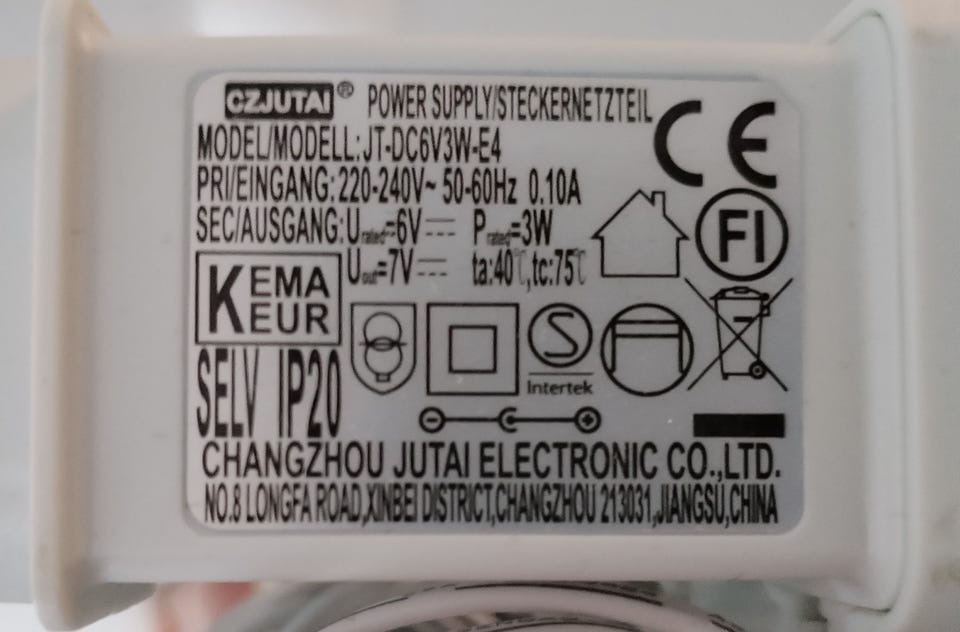 CZJUTAI® POWER SUPPLY/STECKERNETZTEIL
MODEL/MODELL:JT-DC6V3W-E4
PRI/EINGANG:220-240V~ 50-60Hz 0.10A
SEC/AUSGANG:Urated=6V⎓ Prated=3W
Uout=7V⎓ ta:40℃,tc:75℃
CE
FI
KEMA
KEUR
S
Intertek
SELV IP20
- +
CHANGZHOU JUTAI ELECTRONIC CO.,LTD.
NO.8 LONGFA ROAD,XINBEI DISTRICT,CHANGZHOU 213031,JIANGSU,CHINA